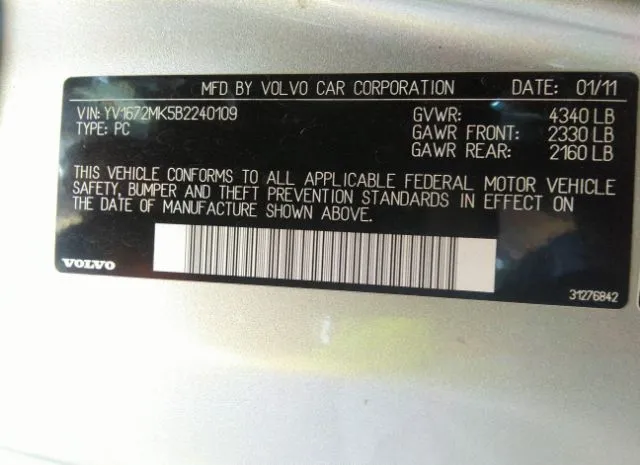 MFD BY VOLVO CAR CORPORATION DATE: 01/11
VIN: YV1672MK5B2240109 GVWR: 4340 LB
TYPE: PC GAWR FRONT: 2330 LB
GAWR REAR: 2160 LB
THIS VEHICLE CONFORMS TO ALL APPLICABLE FEDERAL MOTOR VEHICLE
SAFETY, BUMPER AND THEFT PREVENTION STANDARDS IN EFFECT ON
THE DATE OF MANUFACTURE SHOWN ABOVE.
VOLVO 31276842